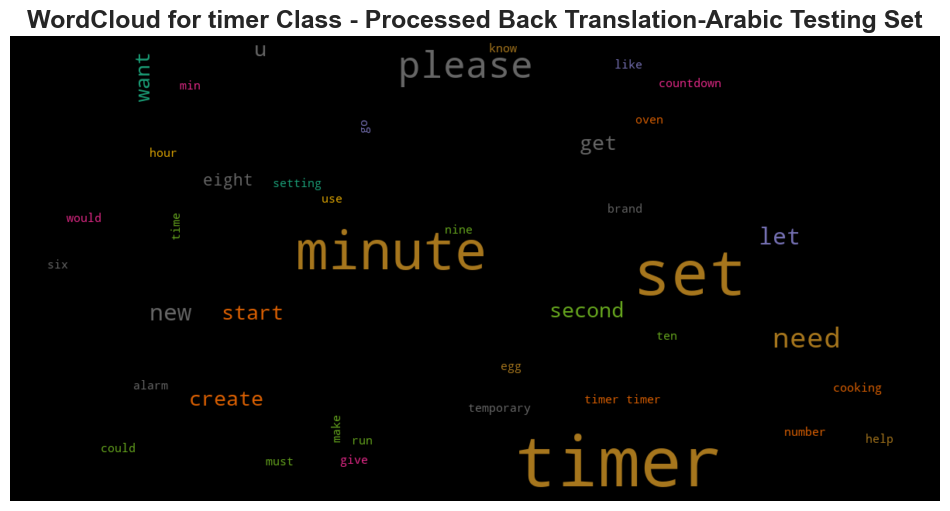 WordCloud for timer Class - Processed Back Translation-Arabic Testing Set
u
know
please
like
want
min
countdown
oven
go
get
hour
eight
setting
use
brand
would
time
nine
let
minute
six
set
new
start
second
need
ten
egg
alarm
create
timer timer
cooking
temporary
make
number
help
could
run
must
give
timer